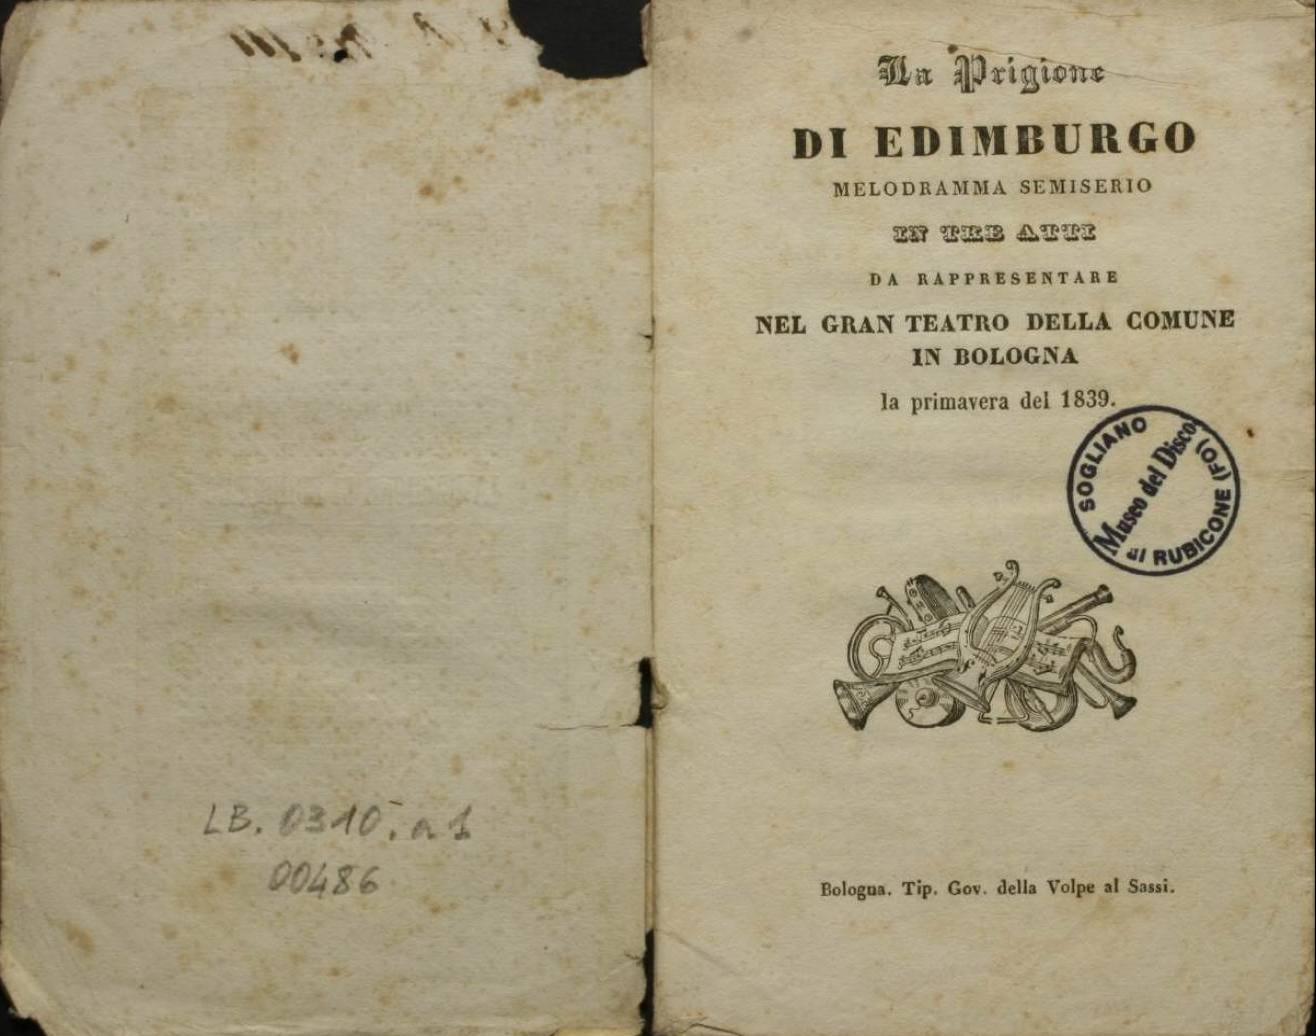 LB. 0310. a 1
00486
La Prigione
DI EDIMBURGO
MELODRAMMA SEMISERIO
IN TRE ATTI
DA RAPPRESENTARE
NEL GRAN TEATRO DELLA COMUNE
IN BOLOGNA
la primavera del 1839.
SOGLIANO
Museo del Disco
al RUBICONE (FO)
Bologna. Tip. Gov. della Volpe al Sassi.